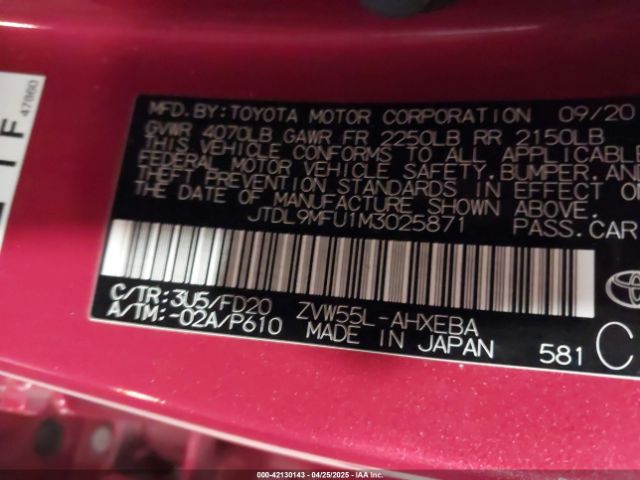 47860
MFD.BY:TOYOTA MOTOR CORPORATION 09/20
GVWR 4070LB GAWR FR 2250LB RR 2150LB
THIS VEHICLE CONFORMS TO ALL APPLICABLE
FEDERAL MOTOR VEHICLE SAFETY,BUMPER,AND
THEFT PREVENTION STANDARDS IN EFFECT O
THE DATE OF MANUFACTURE SHOWN ABOVE.
JTDL9MFU1M3025871 PASS.CAR
C/TR:3U5/FD20 ZVW55L-AHXEBA
A/TM:-02A/P610 MADE IN JAPAN 581 C
000-42130143 - 04/25/2025 - IAAI.COM